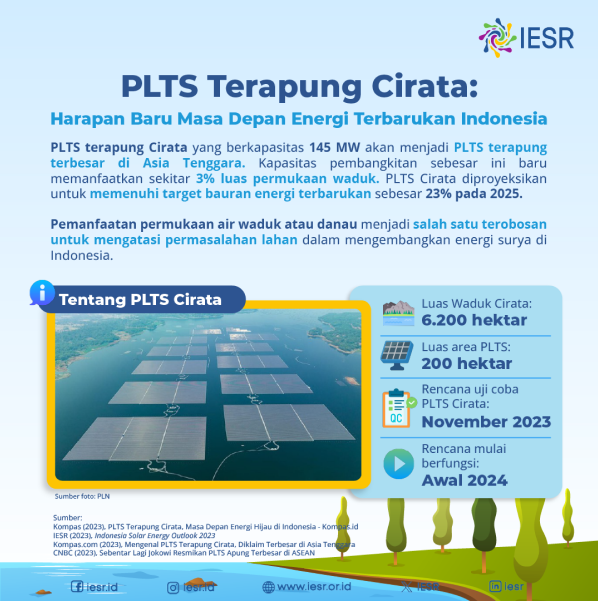 IESR
PLTS Terapung Cirata:
Harapan Baru Masa Depan Energi Terbarukan Indonesia
PLTS terapung Cirata yang berkapasitas 145 MW akan menjadi PLTS terapung
terbesar di Asia Tenggara. Kapasitas pembangkitan sebesar ini baru
memanfaatkan sekitar 3% luas permukaan waduk. PLTS Cirata diproyeksikan
untuk memenuhi target bauran energi terbarukan sebesar 23% pada 2025.
Pemanfaatan permukaan air waduk atau danau menjadi salah satu terobosan
untuk mengatasi permasalahan lahan dalam mengembangkan energi surya di
Indonesia.
i
Tentang PLTS Cirata
Luas Waduk Cirata:
6.200 hektar
Luas area PLTS:
200 hektar
QC
Rencana uji coba
PLTS Cirata:
November 2023
Rencana mulai
berfungsi:
Awal 2024
Sumber foto: PLN
Sumber:
Kompas (2023), PLTS Terapung Cirata, Masa Depan Energi Hijau di Indonesia - Kompas.id
IESR (2023), Indonesia Solar Energy Outlook 2023
Kompas.com (2023), Mengenal PLTS Terapung Cirata, Diklaim Terbesar di Asia Tenggara
CNBC (2023), Sebentar Lagi Jokowi Resmikan PLTS Apung Terbesar di ASEAN
iesr.id
iesr.id
www.iesr.or.id
IESR
iesr